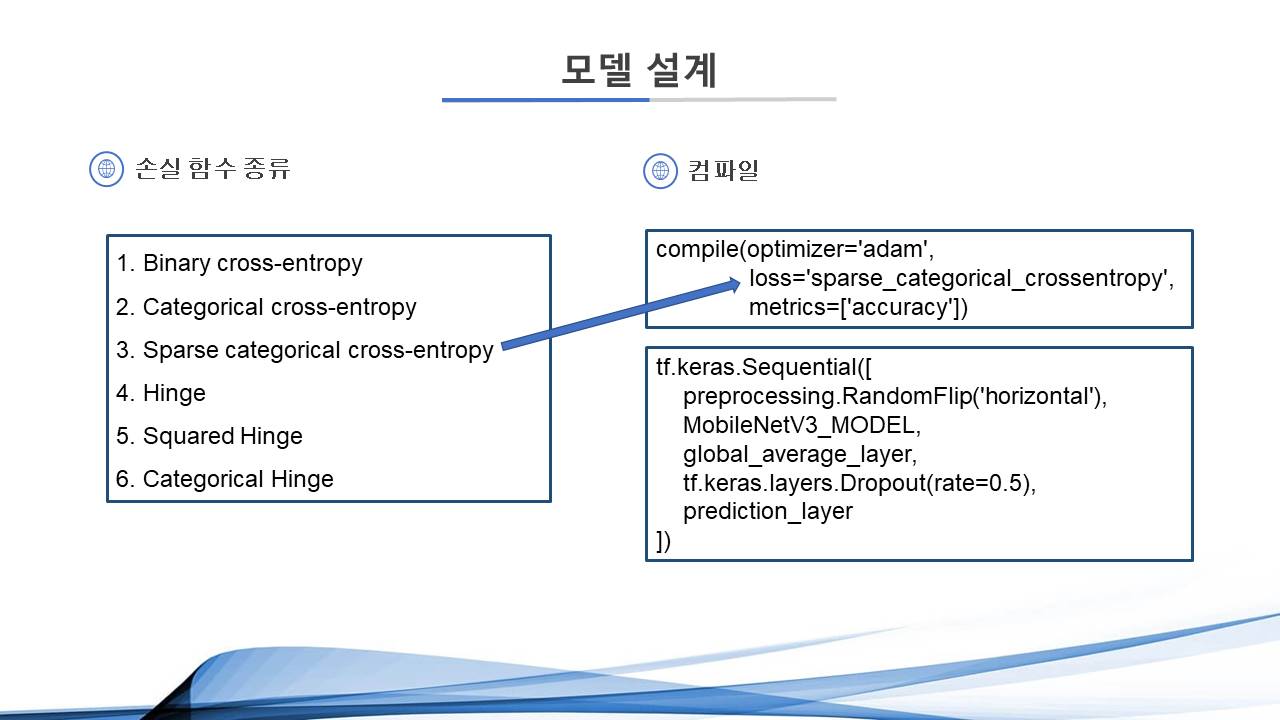 모델 설계
손실 함수 종류
1. Binary cross-entropy
2. Categorical cross-entropy
3. Sparse categorical cross-entropy
4. Hinge
5. Squared Hinge
6. Categorical Hinge
컴파일
compile(optimizer='adam',
loss='sparse_categorical_crossentropy',
metrics=['accuracy'])
tf.keras.Sequential([
preprocessing.RandomFlip('horizontal'),
MobileNetV3_MODEL,
global_average_layer,
tf.keras.layers.Dropout(rate=0.5),
prediction_layer
])